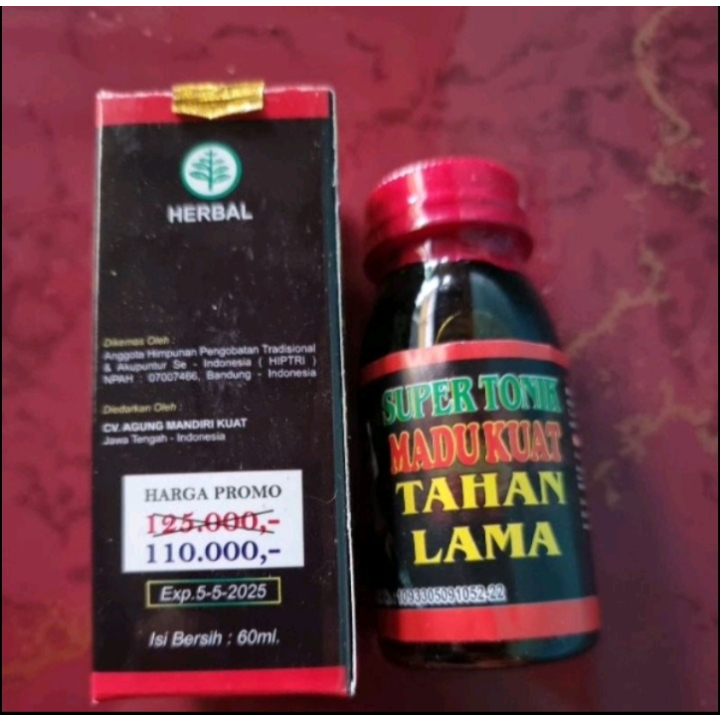 HERBAL
Dikemas Oleh :
Anggota Himpunan Pengobatan Tradisional
& Akupuntur Se - Indonesia ( HIPTRI )
NPAH : 07007466, Bandung - Indonesia
Diedarkan Oleh :
CV. AGUNG MANDIRI KUAT
Jawa Tengah - Indonesia
HARGA PROMO
125.000,-
110.000,-
Exp.5-5-2025
Isi Bersih : 60ml.
SUPER TONIK
MADU KUAT
TAHAN
LAMA
1093305091052-22